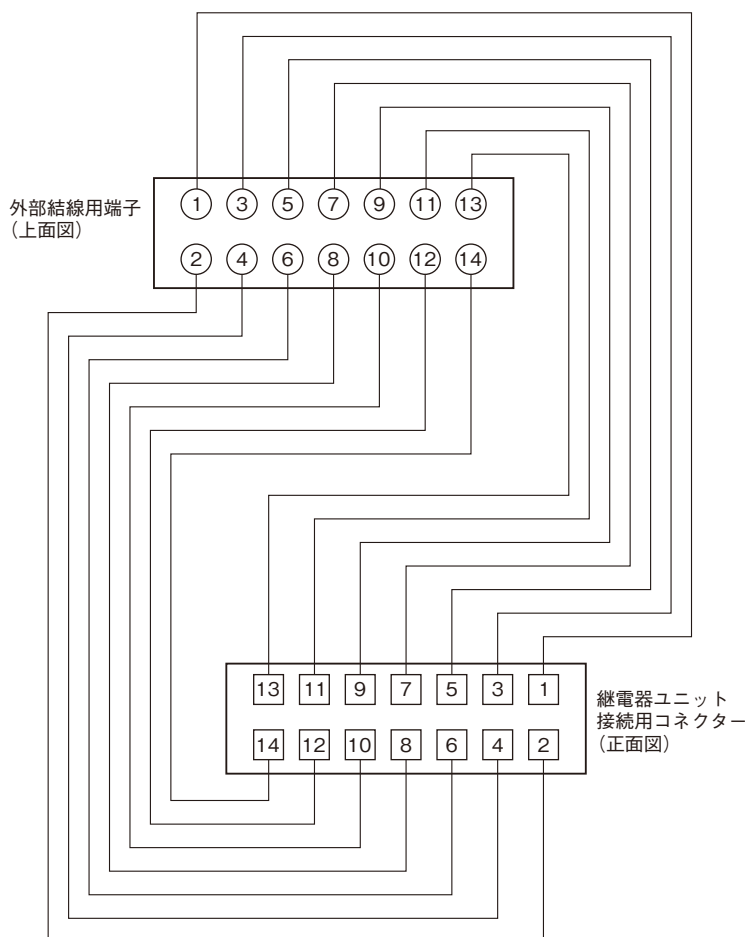 外部結線用端子
(上面図)
① ③ ⑤ ⑦ ⑨ ⑪ ⑬
② ④ ⑥ ⑧ ⑩ ⑫ ⑭
13 11 9 7 5 3 1
14 12 10 8 6 4 2
継電器ユニット
接続用コネクター
(正面図)